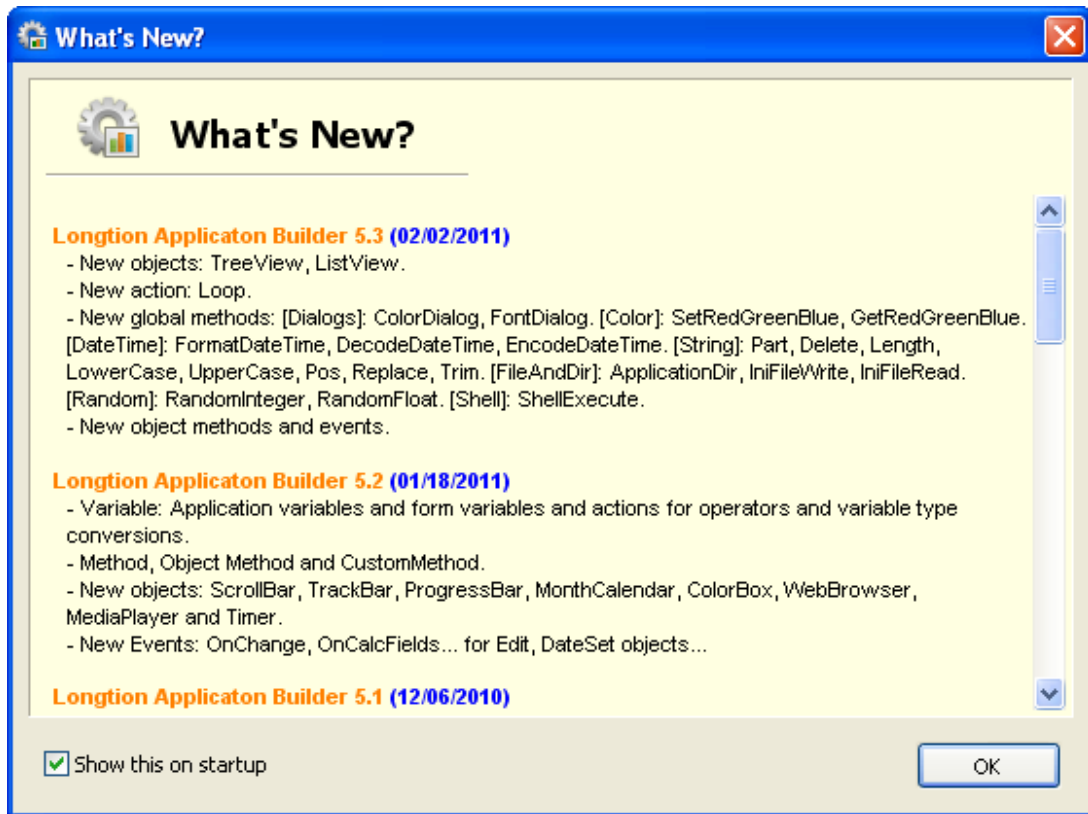 What's New?
What's New?
Longtion Applicaton Builder 5.3 (02/02/2011)
- New objects: TreeView, ListView.
- New action: Loop.
- New global methods: [Dialogs]: ColorDialog, FontDialog. [Color]: SetRedGreenBlue, GetRedGreenBlue.
[DateTime]: FormatDateTime, DecodeDateTime, EncodeDateTime. [String]: Part, Delete, Length,
LowerCase, UpperCase, Pos, Replace, Trim. [FileAndDir]: ApplicationDir, IniFileWrite, IniFileRead.
[Random]: RandomInteger, RandomFloat. [Shell]: ShellExecute.
- New object methods and events.
Longtion Applicaton Builder 5.2 (01/18/2011)
- Variable: Application variables and form variables and actions for operators and variable type
conversions.
- Method, Object Method and CustomMethod.
- New objects: ScrollBar, TrackBar, ProgressBar, MonthCalendar, ColorBox, WebBrowser,
MediaPlayer and Timer.
- New Events: OnChange, OnCalcFields... for Edit, DateSet objects...
Longtion Applicaton Builder 5.1 (12/06/2010)
Show this on startup
OK